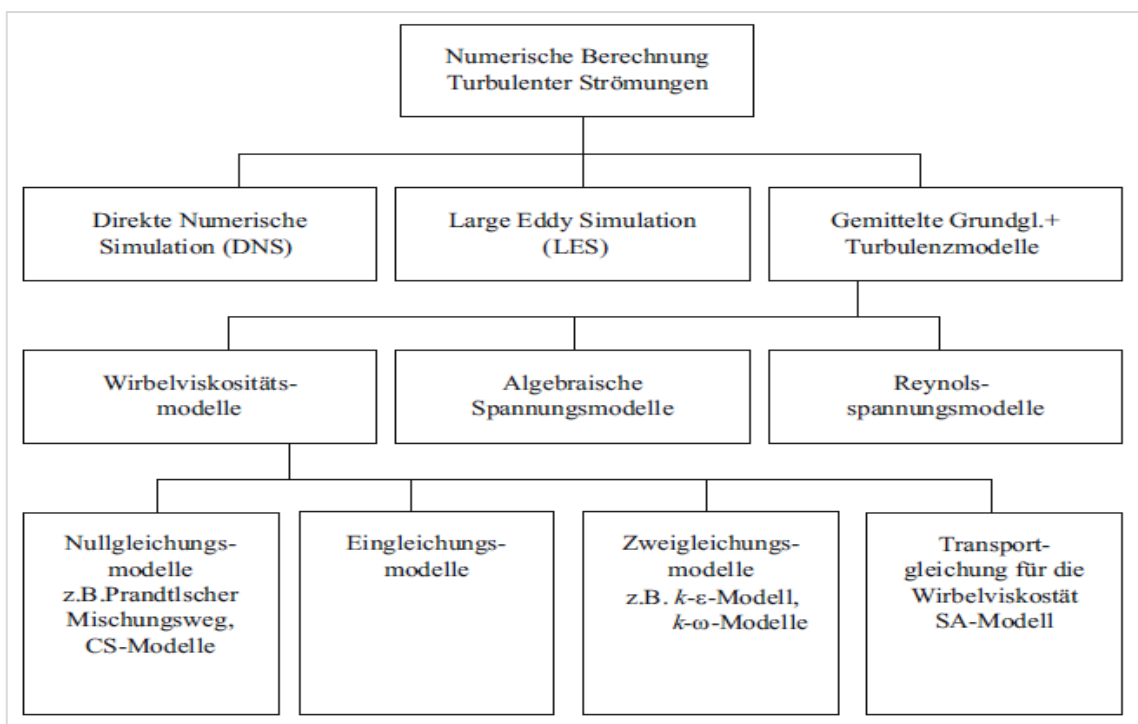 Numerische Berechnung
Turbulenter Strömungen
Direkte Numerische
Simulation (DNS)
Large Eddy Simulation
(LES)
Gemittelte Grundgl.+
Turbulenzmodelle
Wirbelviskositäts-
modelle
Algebraische
Spannungsmodelle
Reynols-
spannungsmodelle
Nullgleichungs-
modelle
z.B.Prandtlscher
Mischungsweg,
CS-Modelle
Eingleichungs-
modelle
Zweigleichungs-
modelle
z.B. k-ε-Modell,
k-ω-Modelle
Transport-
gleichung für die
Wirbelviskostät
SA-Modell